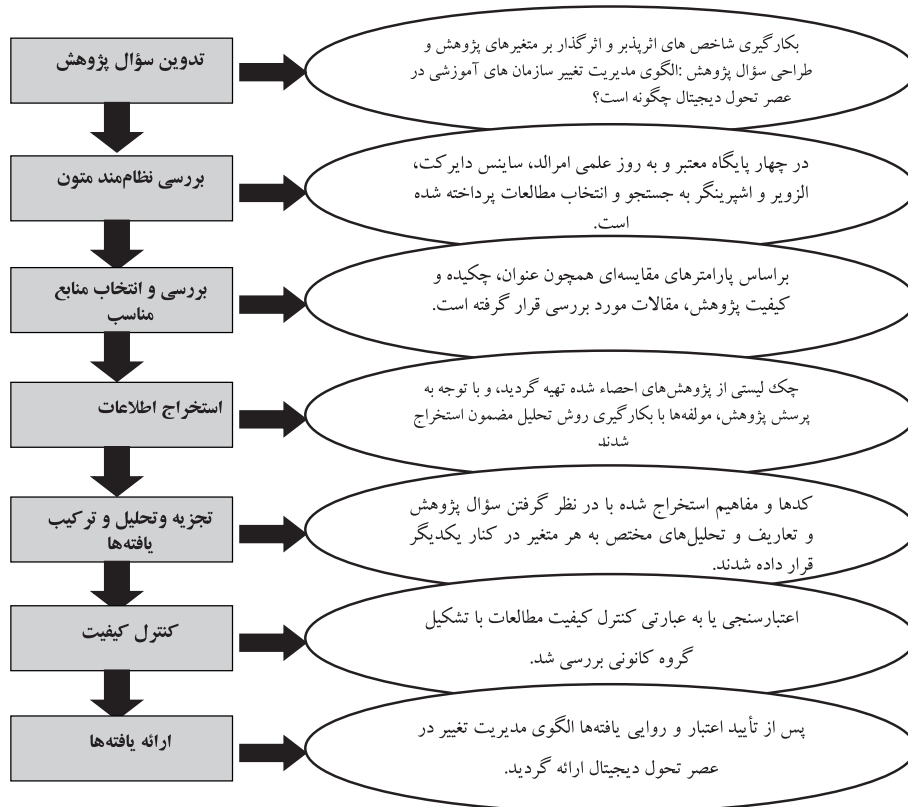 تدوین سؤال پژوهش
بکارگیری شاخص های اثرپذبر و اثرگذار بر متغیرهای پژوهش و
طراحی سؤال پژوهش :الگوی مدیریت تغییر سازمان های آموزشی در
عصر تحول دیجیتال چگونه است؟
بررسی نظام‌مند متون
در چهار پایگاه معتبر و به روز علمی امرالد، ساینس دایرکت،
الزویر و اشپرینگر به جستجو و انتخاب مطالعات پرداخته شده
است.
بررسی و انتخاب منابع
مناسب
براساس پارامترهای مقایسه‌ای همچون عنوان، چکیده و
کیفیت پژوهش، مقالات مورد بررسی قرار گرفته است.
استخراج اطلاعات
چک لیستی از پژوهش‌های احصاء شده تهیه گردید، و با توجه به
پرسش پژوهش، مولفه‌ها با بکارگیری روش تحلیل مضمون استخراج
شدند
تجزیه وتحلیل و ترکیب
یافته‌ها
کدها و مفاهیم استخراج شده با در نظر گرفتن سؤال پژوهش
و تعاریف و تحلیل‌های مختص به هر متغیر در کنار یکدیگر
قرار داده شدند.
کنترل کیفیت
اعتبارسنجی یا به عبارتی کنترل کیفیت مطالعات با تشکیل
گروه کانونی بررسی شد.
ارائه یافته‌ها
پس از تأیید اعتبار و روایی یافته‌ها الگوی مدیریت تغییر در
عصر تحول دیجیتال ارائه گردید.